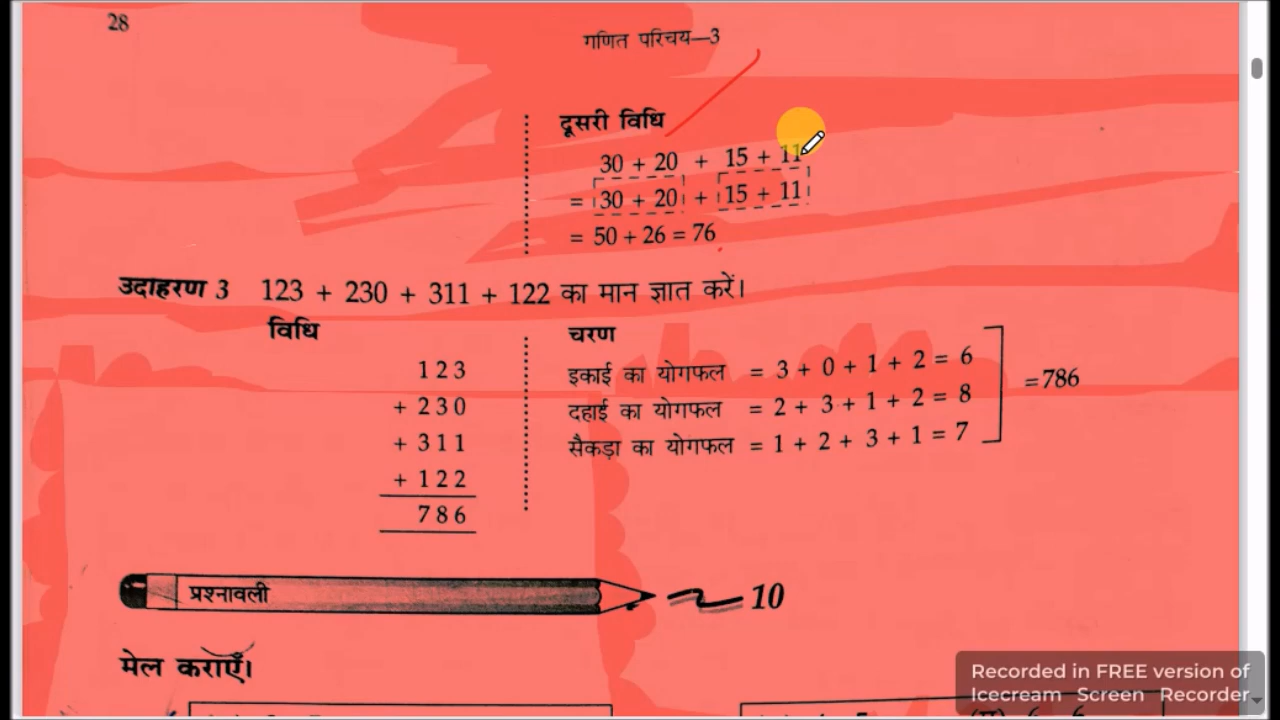 28
गणित परिचय—3
दूसरी विधि
30 + 20 + 15 + 11
= 30 + 20 + 15 + 11
= 50 + 26 = 76
उदाहरण 3 123 + 230 + 311 + 122 का मान ज्ञात करें।
विधि
123
+ 230
+ 311
+ 122
786
चरण
इकाई का योगफल = 3 + 0 + 1 + 2 = 6
दहाई का योगफल = 2 + 3 + 1 + 2 = 8
सैकड़ा का योगफल = 1 + 2 + 3 + 1 = 7
=786
प्रश्नावली 10
मेल कराएँ।
Recorded in FREE version of
Icecream Screen Recorder